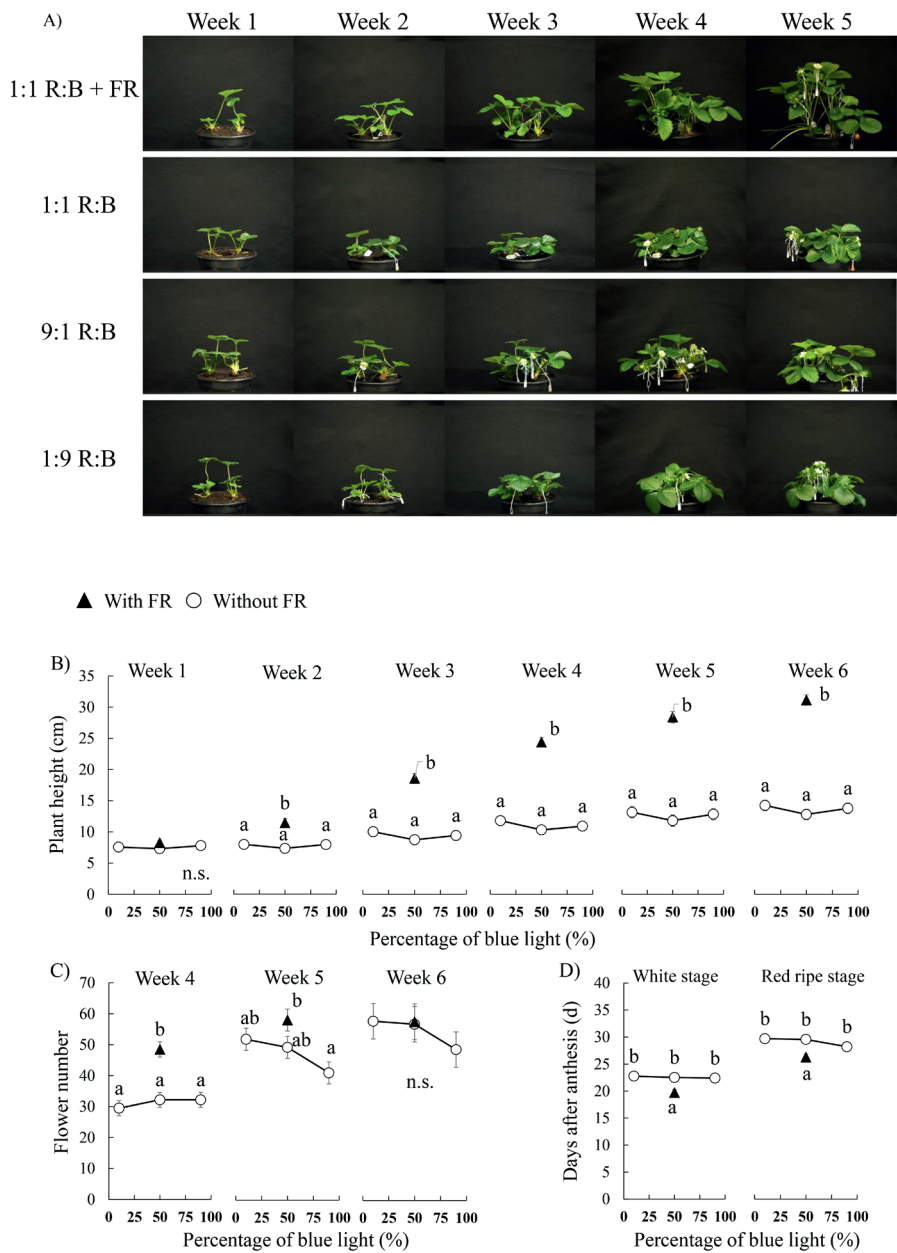 A)
Week 1 Week 2 Week 3 Week 4 Week 5
1:1 R:B + FR
1:1 R:B
9:1 R:B
1:9 R:B
▲ With FR ○ Without FR
B)
Week 1 Week 2 Week 3 Week 4 Week 5 Week 6
Plant height (cm)
35
30
25
20
15
10
5
0
n.s.
a b a a
a b a a
a b a a
a b a a
a b a a
0 25 50 75 100 0 25 50 75 100 0 25 50 75 100 0 25 50 75 100 0 25 50 75 100 0 25 50 75 100
Percentage of blue light (%)
C)
Week 4 Week 5 Week 6
Flower number
70
60
50
40
30
20
10
0
a b a a
ab b ab a
n.s.
0 25 50 75 100 0 25 50 75 100 0 25 50 75 100
Percentage of blue light (%)
D)
White stage Red ripe stage
Days after anthesis (d)
40
35
30
25
20
15
10
5
0
b b b a
b b b a
0 25 50 75 100 0 25 50 75 100
Percentage of blue light (%)